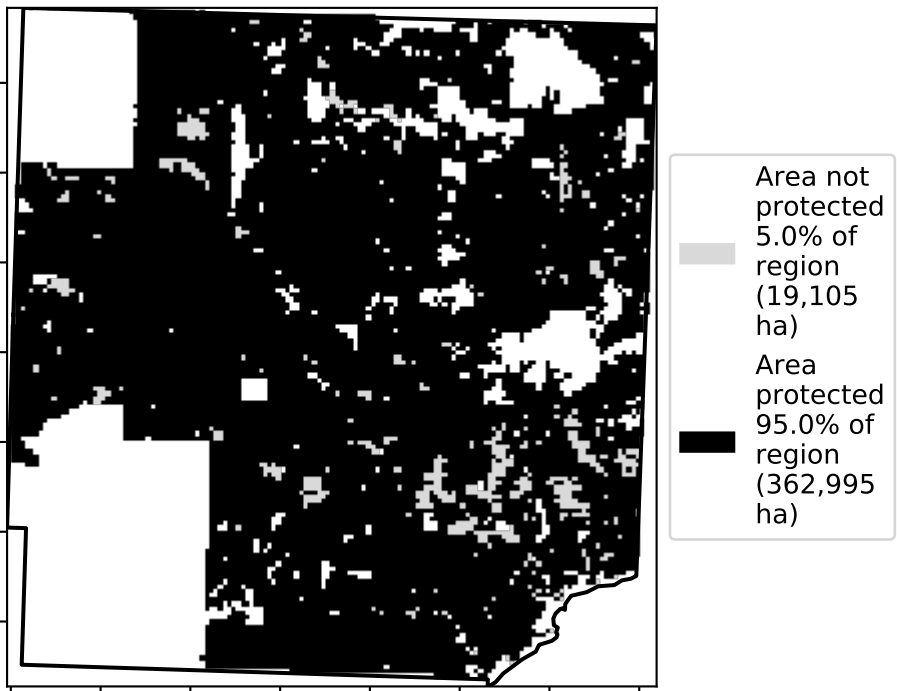 Area not
protected
5.0% of
region
(19,105
ha)
Area
protected
95.0% of
region
(362,995
ha)